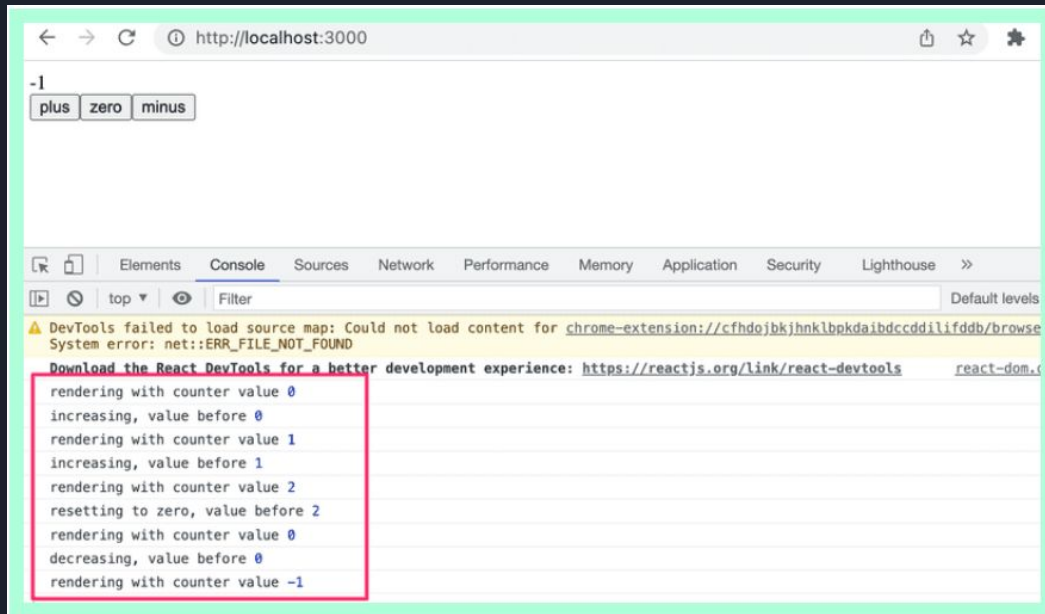 http://localhost:3000
-1
plus zero minus
Elements Console Sources Network Performance Memory Application Security Lighthouse »
top ▼ Filter Default levels
DevTools failed to load source map: Could not load content for chrome-extension://cfhdojbkjhnklbpkdaibdccddilifddb/browse
System error: net::ERR_FILE_NOT_FOUND
Download the React DevTools for a better development experience: https://reactjs.org/link/react-devtools react-dom.
rendering with counter value 0
increasing, value before 0
rendering with counter value 1
increasing, value before 1
rendering with counter value 2
resetting to zero, value before 2
rendering with counter value 0
decreasing, value before 0
rendering with counter value -1